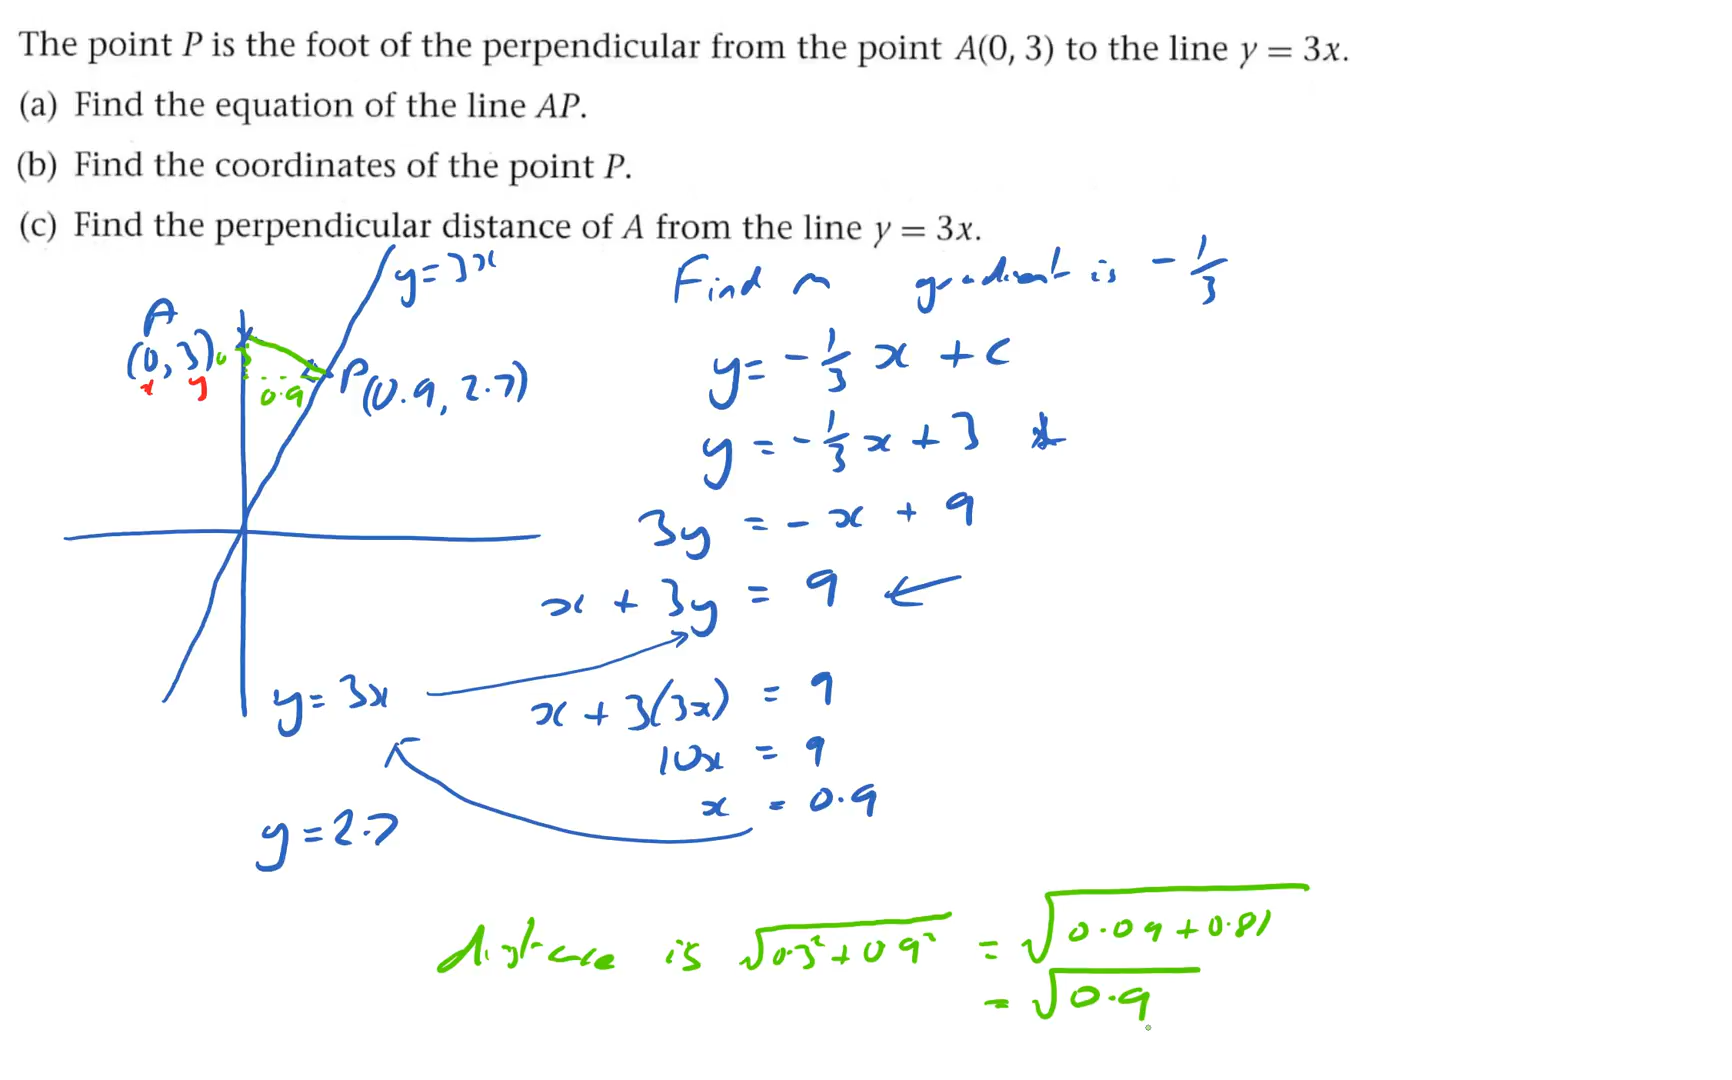 The point P is the foot of the perpendicular from the point A(0, 3) to the line y = 3x.
(a) Find the equation of the line AP.
(b) Find the coordinates of the point P.
(c) Find the perpendicular distance of A from the line y = 3x.
y = 3x
A
(0, 3)
x y
0.9
P(0.9, 2.7)
Find m gradient is -1/3
y = -1/3 x + c
y = -1/3 x + 3
3y = -x + 9
x + 3y = 9
y = 3x
x + 3(3x) = 9
10x = 9
x = 0.9
y = 2.7
distance is √(0.3² + 0.9²) = √(0.09 + 0.81)
= √0.9